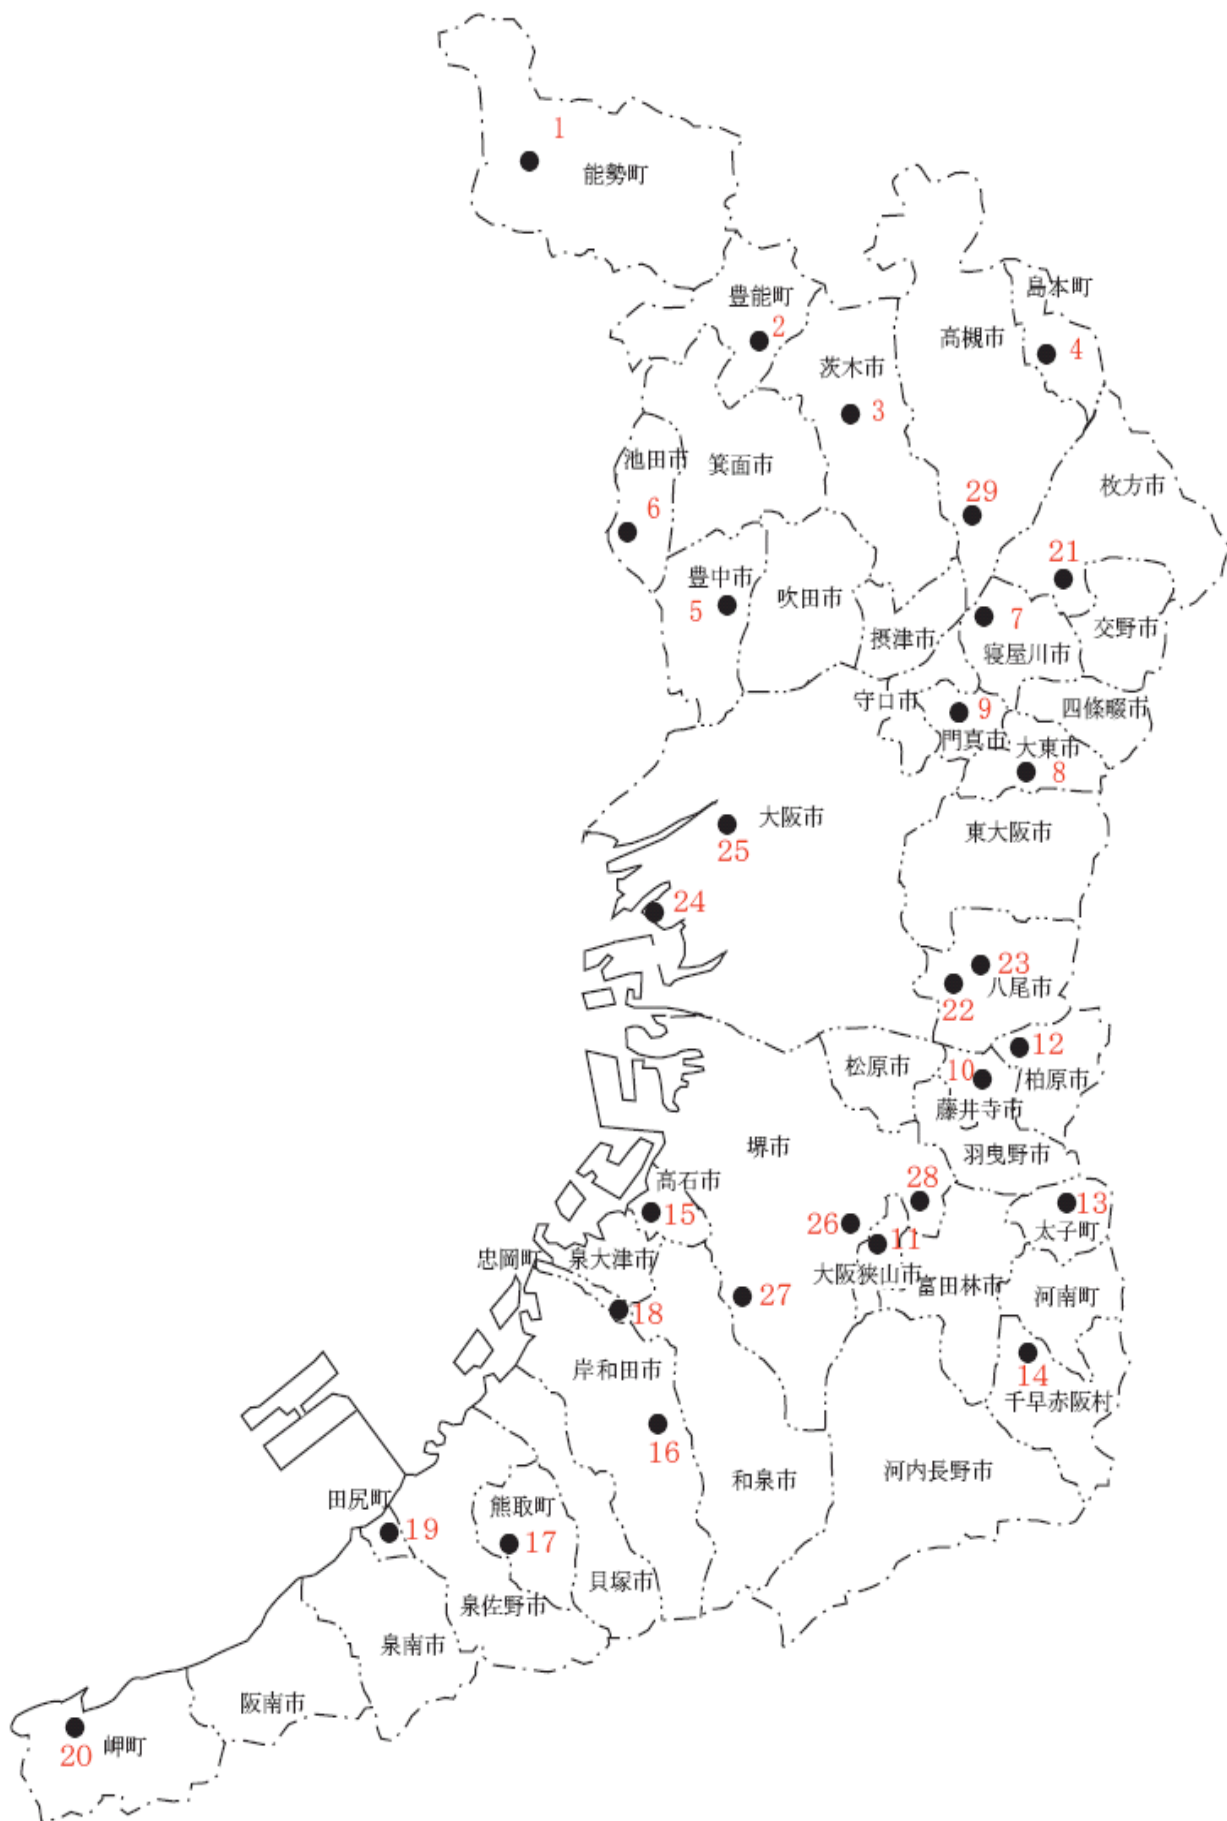 1
能勢町
豊能町
2
島本町
高槻市
4
茨木市
3
池田市
箕面市
枚方市
6
29
21
豊中市
5
吹田市
7
摂津市
寝屋川市
交野市
守口市
9
門真市
四條畷市
大東市
8
大阪市
25
東大阪市
24
23
八尾市
22
12
松原市
10
柏原市
藤井寺市
堺市
羽曳野市
高石市
28
15
26
13
太子町
11
忠岡町
泉大津市
大阪狭山市
富田林市
27
河南町
18
岸和田市
14
千早赤阪村
16
和泉市
河内長野市
田尻町
熊取町
19
17
貝塚市
泉佐野市
泉南市
阪南市
岬町
20